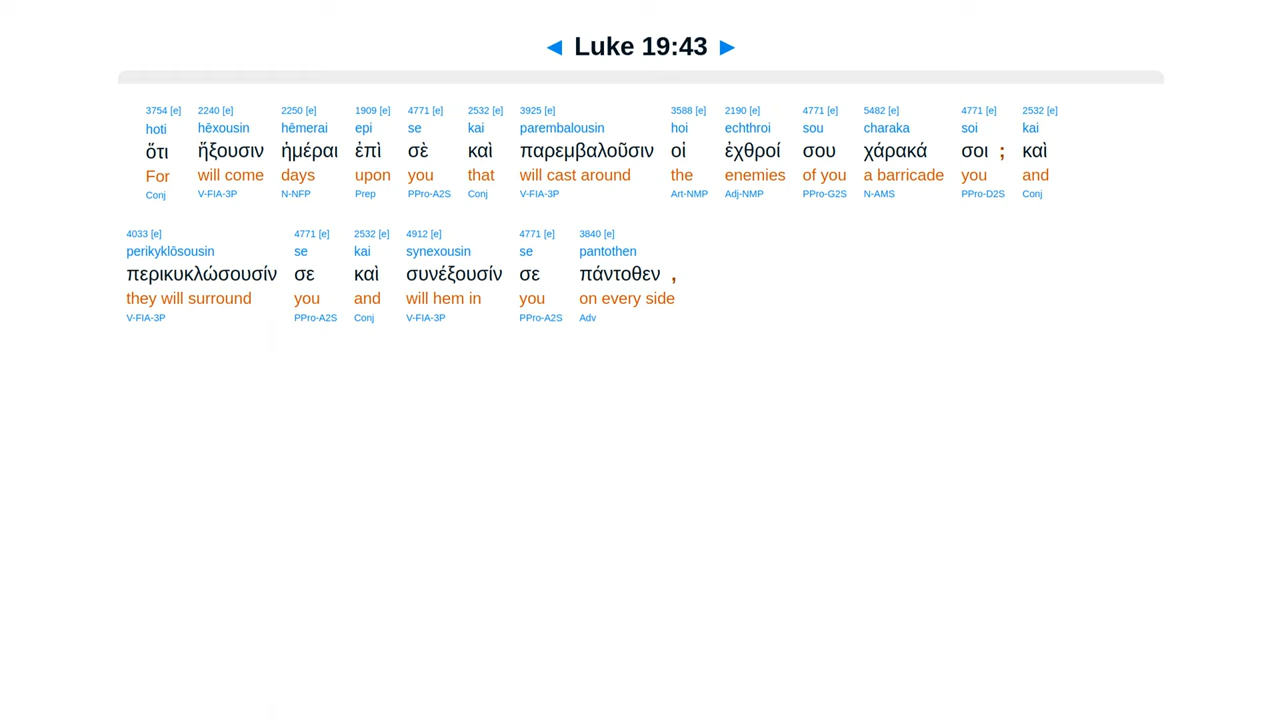 ◄ Luke 19:43 ►
3754 [e] 2240 [e] 2250 [e] 1909 [e] 4771 [e] 2532 [e] 3925 [e] 3588 [e] 2190 [e] 4771 [e] 5482 [e] 4771 [e] 2532 [e]
hoti hēxousin hēmerai epi se kai parembalousin hoi echthroi sou charaka soi kai
ὅτι ἥξουσιν ἡμέραι ἐπὶ σὲ καὶ παρεμβαλοῦσιν οἱ ἐχθροί σου χάρακά σοι ; καὶ
For will come days upon you that will cast around the enemies of you a barricade you and
Conj V-FIA-3P N-NFP Prep PPro-A2S Conj V-FIA-3P Art-NMP Adj-NMP PPro-G2S N-AMS PPro-D2S Conj
4033 [e] 4771 [e] 2532 [e] 4912 [e] 4771 [e] 3840 [e]
perikyklōsousin se kai synexousin se pantothen
περικυκλώσουσίν σε καὶ συνέξουσίν σε πάντοθεν ,
they will surround you and will hem in you on every side
V-FIA-3P PPro-A2S Conj V-FIA-3P PPro-A2S Adv